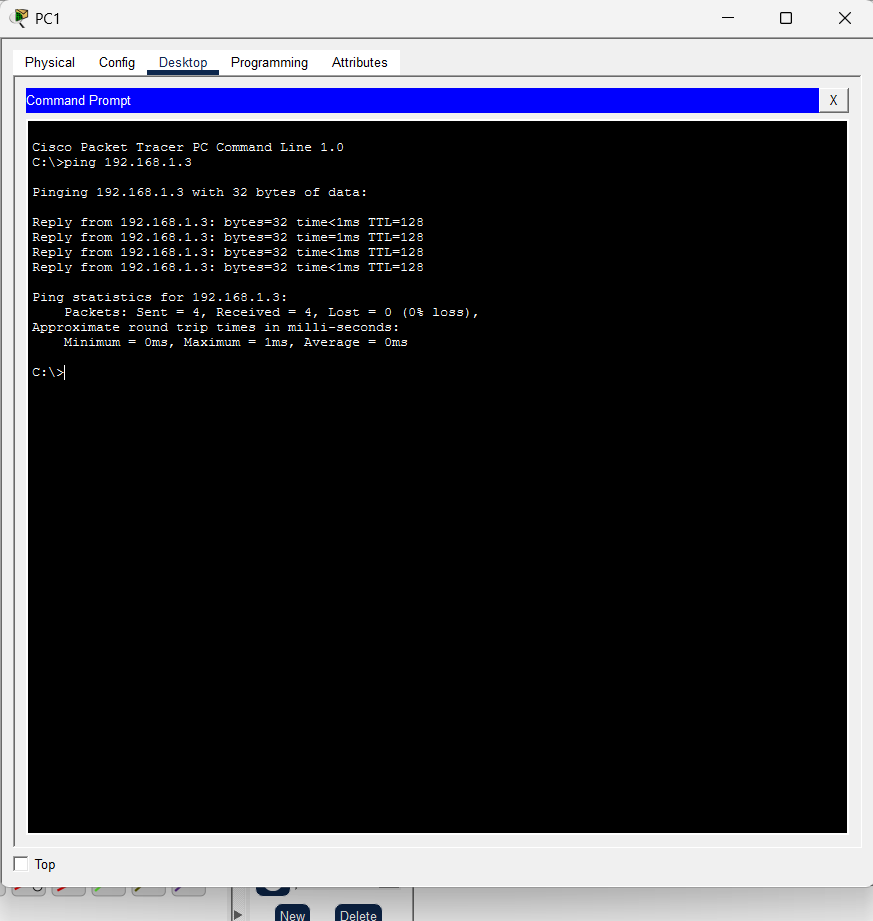 PC1
Physical Config Desktop Programming Attributes
Command Prompt
X
Cisco Packet Tracer PC Command Line 1.0
C:\>ping 192.168.1.3
Pinging 192.168.1.3 with 32 bytes of data:
Reply from 192.168.1.3: bytes=32 time<1ms TTL=128
Reply from 192.168.1.3: bytes=32 time=1ms TTL=128
Reply from 192.168.1.3: bytes=32 time<1ms TTL=128
Reply from 192.168.1.3: bytes=32 time<1ms TTL=128
Ping statistics for 192.168.1.3:
Packets: Sent = 4, Received = 4, Lost = 0 (0% loss),
Approximate round trip times in milli-seconds:
Minimum = 0ms, Maximum = 1ms, Average = 0ms
C:\>
Top
New Delete